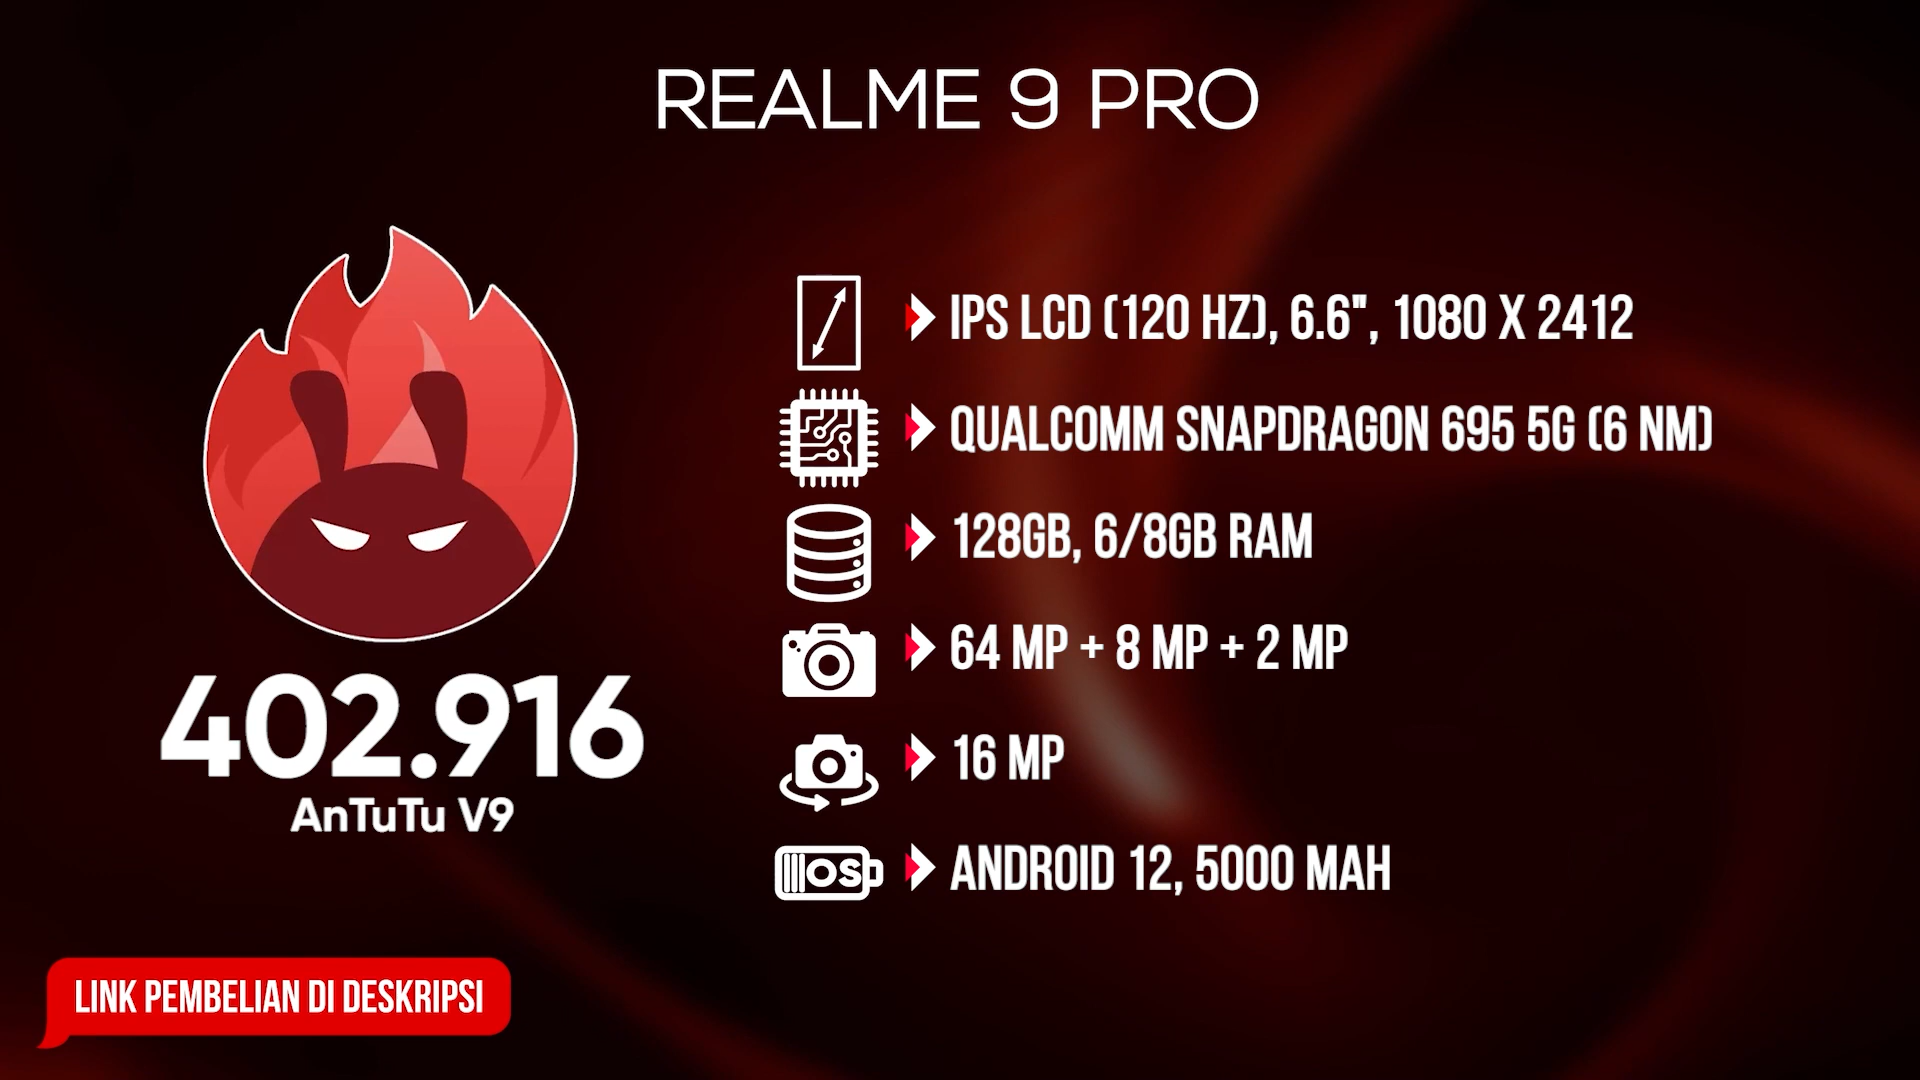 REALME 9 PRO
IPS LCD (120 HZ), 6.6", 1080 X 2412
QUALCOMM SNAPDRAGON 695 5G (6 NM)
128GB, 6/8GB RAM
64 MP + 8 MP + 2 MP
16 MP
OS
ANDROID 12, 5000 MAH
402.916
AnTuTu V9
LINK PEMBELIAN DI DESKRIPSI